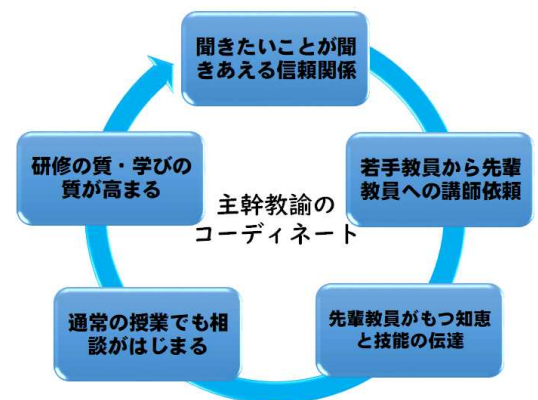 聞きたいことが聞
きあえる信頼関係
若手教員から先輩
教員への講師依頼
先輩教員がもつ知恵
と技能の伝達
通常の授業でも相
談がはじまる
研修の質・学びの
質が高まる
主幹教諭の
コーディネート